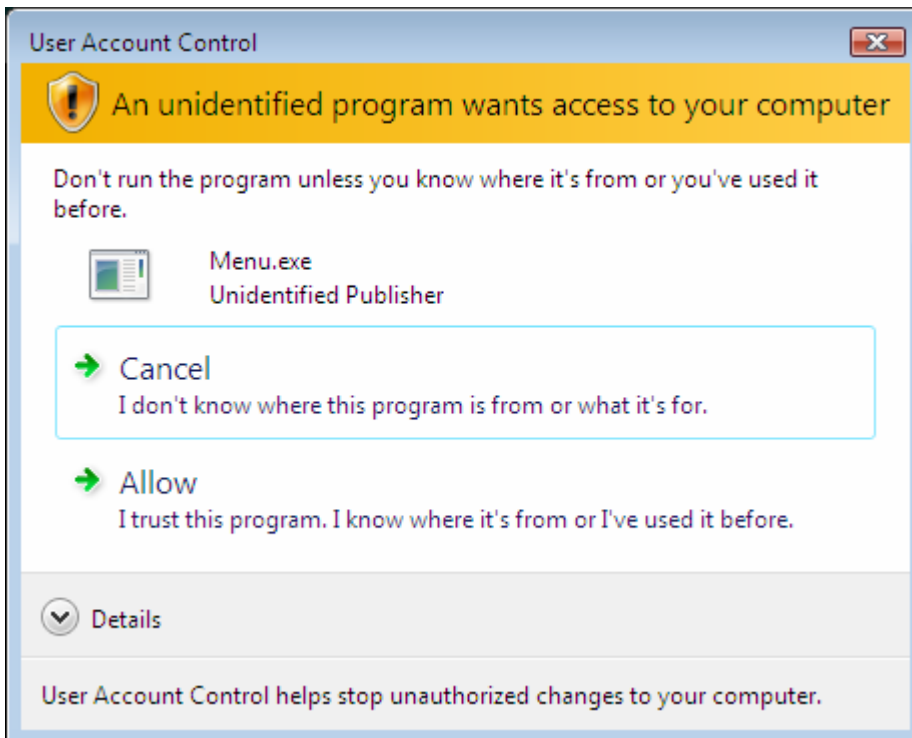 User Account Control
An unidentified program wants access to your computer
Don't run the program unless you know where it's from or you've used it
before.
Menu.exe
Unidentified Publisher
Cancel
I don't know where this program is from or what it's for.
Allow
I trust this program. I know where it's from or I've used it before.
Details
User Account Control helps stop unauthorized changes to your computer.